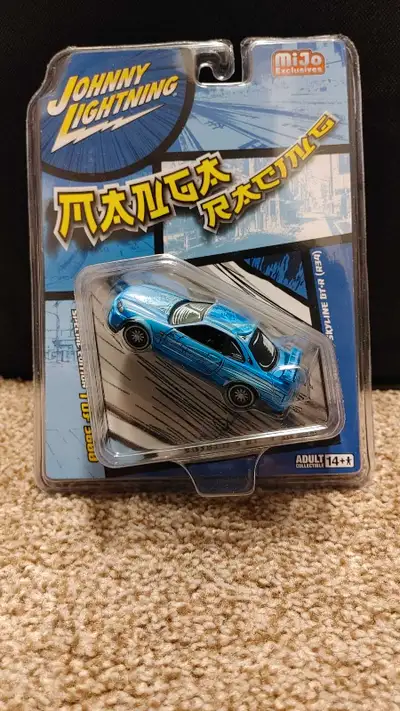 JOHNNY
LIGHTNING
MiJo
Exclusives
MANGA
RACING
SKYLINE GT-R (R34)
1 OF 3600
ADULT
COLLECTIBLE
14+